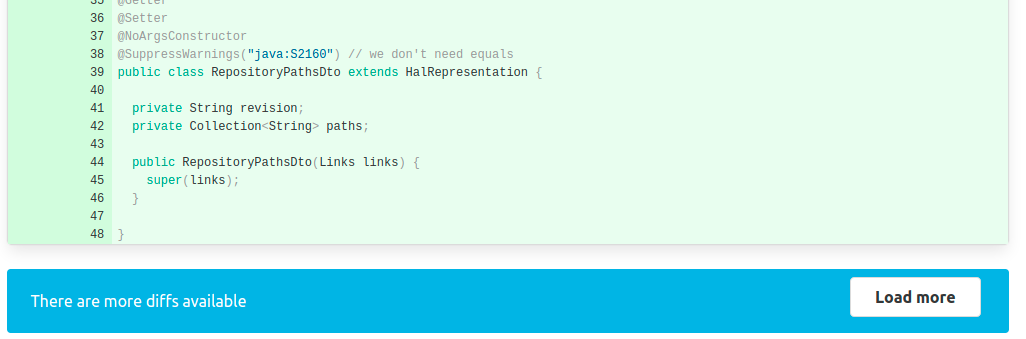 35 @Getter
36 @Setter
37 @NoArgsConstructor
38 @SuppressWarnings("java:S2160") // we don't need equals
39 public class RepositoryPathsDto extends HalRepresentation {
40
41 private String revision;
42 private Collection<String> paths;
43
44 public RepositoryPathsDto(Links links) {
45 super(links);
46 }
47
48 }
There are more diffs available
Load more